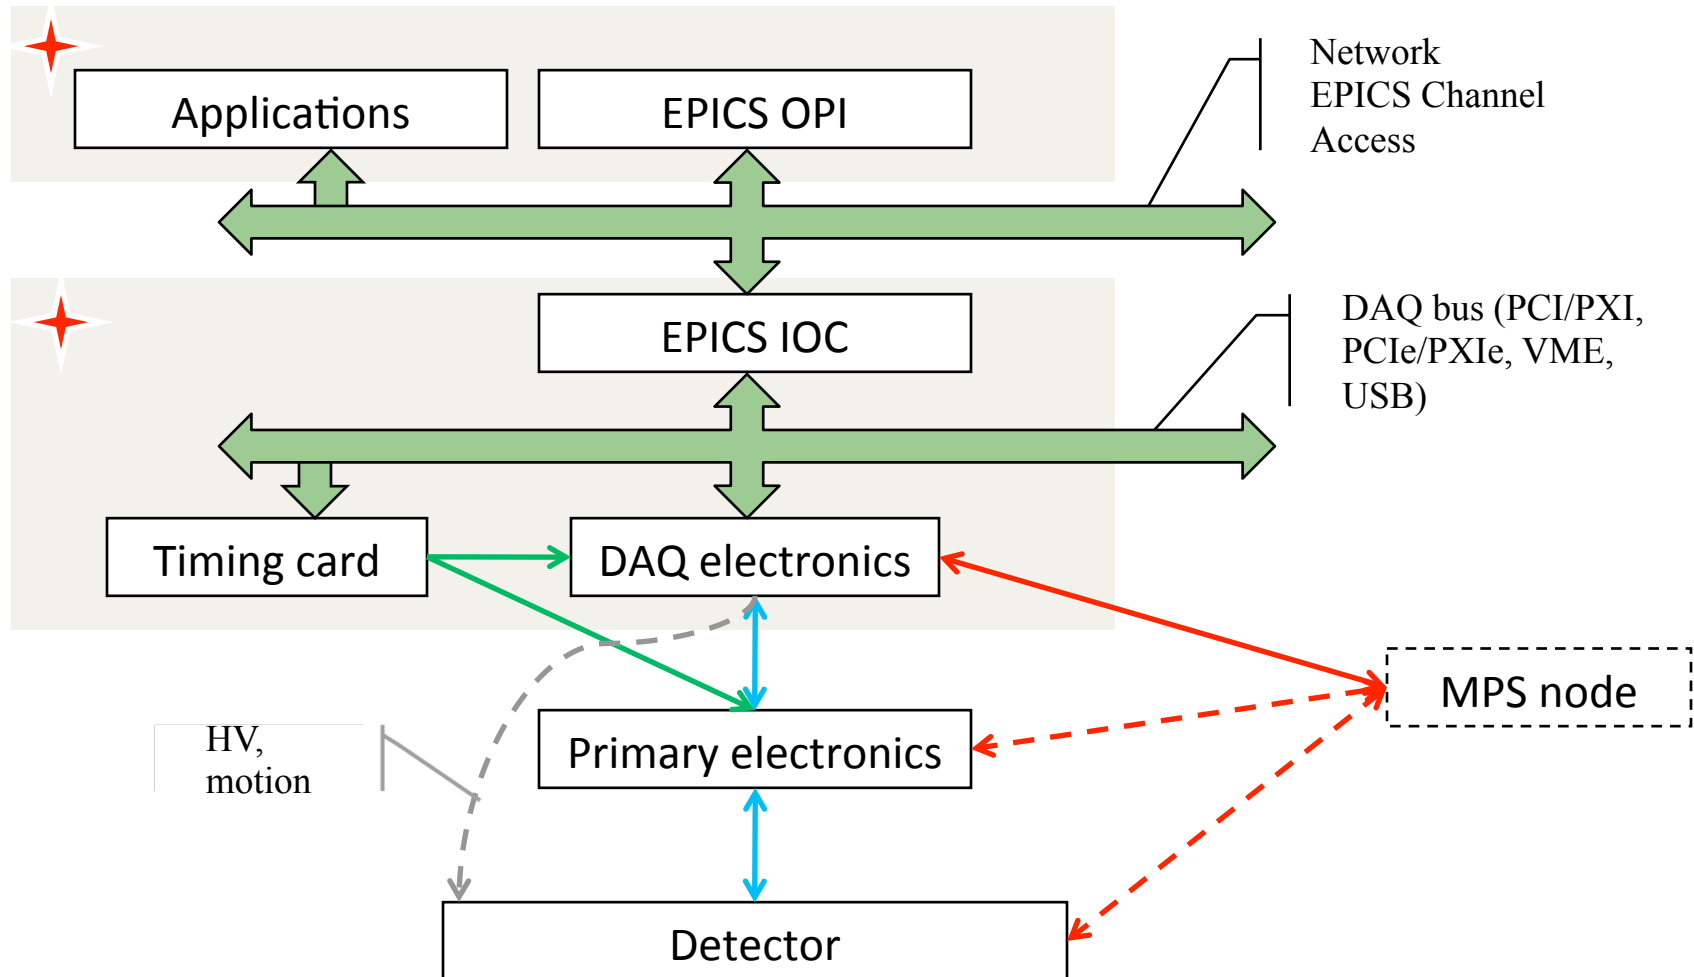 Applications
EPICS OPI
Network
EPICS Channel
Access
EPICS IOC
DAQ bus (PCI/PXI,
PCIe/PXIe, VME,
USB)
Timing card
DAQ electronics
MPS node
HV,
motion
Primary electronics
Detector